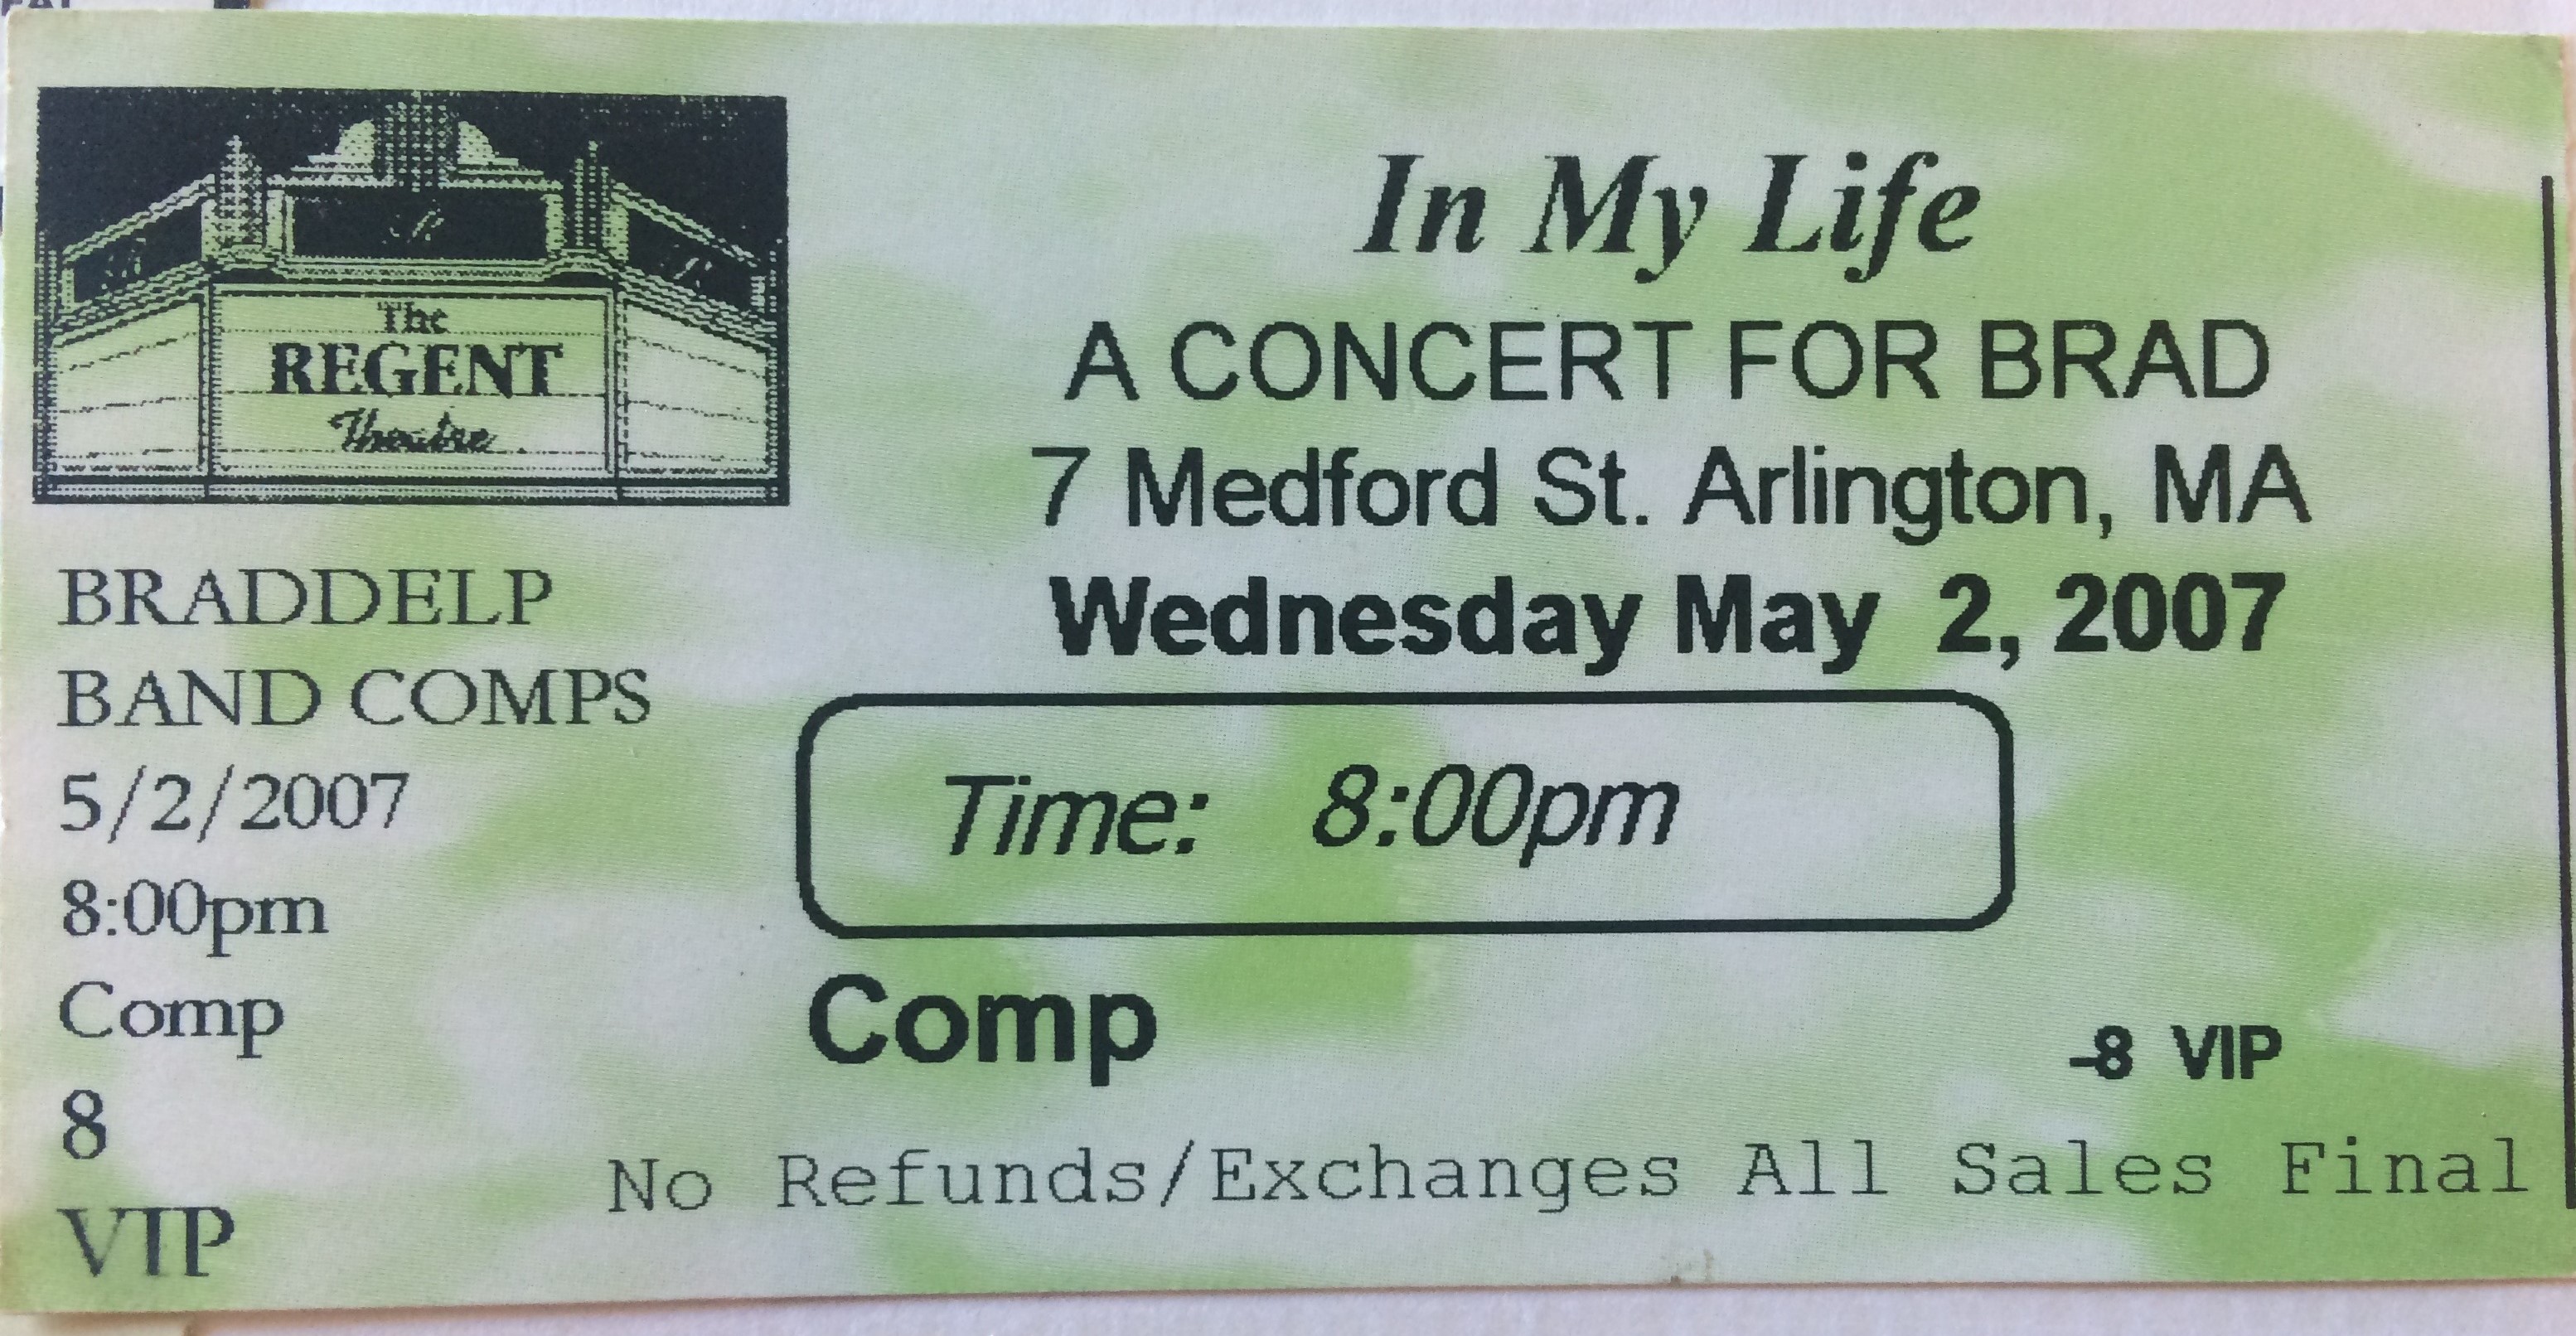 The
REGENT
Theatre
BRADDELP
BAND COMPS
5/2/2007
8:00pm
Comp
8
VIP
In My Life
A CONCERT FOR BRAD
7 Medford St. Arlington, MA
Wednesday May 2, 2007
Time: 8:00pm
Comp
-8 VIP
No Refunds/Exchanges All Sales Final